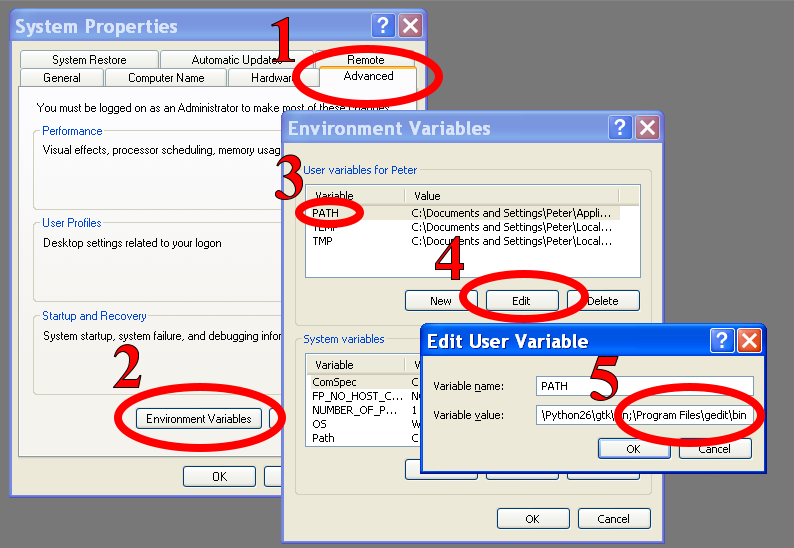 System Properties
1
System Restore
Automatic Updates
Remote
General
Computer Name
Hardware
Advanced
You must be logged on as an Administrator to make most of these changes.
Performance
Visual effects, processor scheduling, memory usag
User Profiles
Desktop settings related to your logon
Startup and Recovery
System startup, system failure, and debugging infor
2
Environment Variables
OK
Environment Variables
3
User variables for Peter
Variable Value
PATH C:\Documents and Settings\Peter\Appli...
TEMP C:\Documents and Settings\Peter\Local...
TMP C:\Documents and Settings\Peter\Local...
4
New
Edit
Delete
System variables
Variable
ComSpec
FP_NO_HOST_C...
NUMBER_OF_P... 1
OS
Path
OK
Cancel
Edit User Variable
5
Variable name: PATH
Variable value: \Python26\gtk\bin;\Program Files\gedit\bin
OK
Cancel